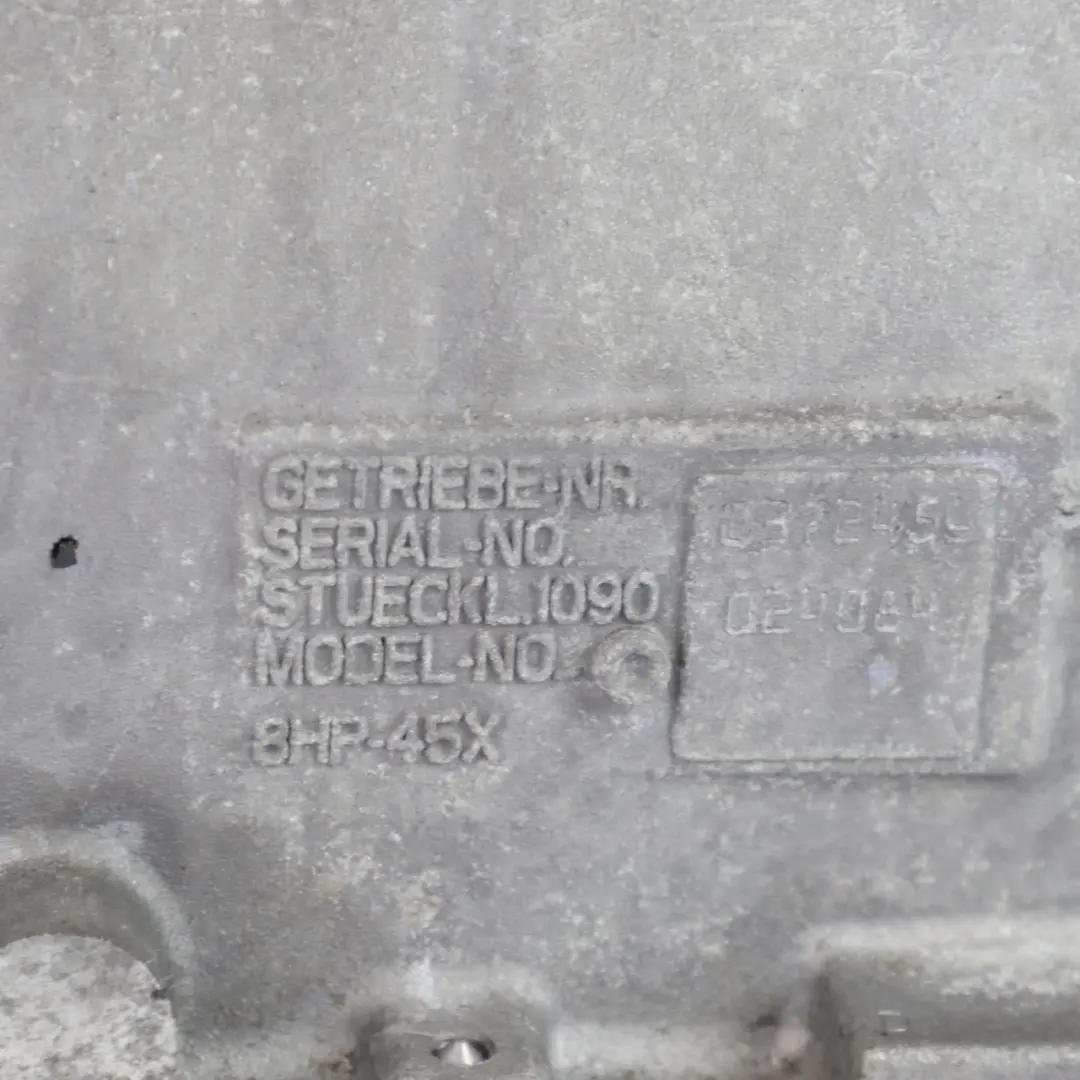 GETRIEBE-NR.
SERIAL-NO.
STUECKL.1090
MODEL-NO.
8HP-45X